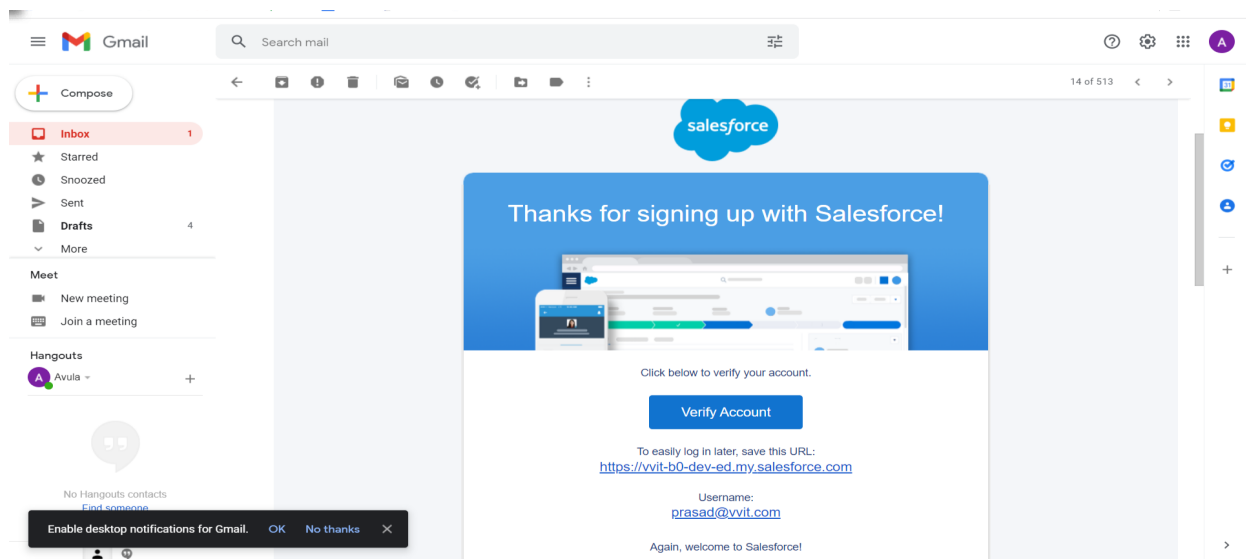 Gmail
Search mail
A
Compose
14 of 513
31
Inbox 1
Starred
Snoozed
Sent
Drafts 4
More
Meet
New meeting
Join a meeting
Hangouts
A Avula
No Hangouts contacts
Find someone
Enable desktop notifications for Gmail. OK No thanks
salesforce
Thanks for signing up with Salesforce!
Click below to verify your account.
Verify Account
To easily log in later, save this URL:
https://vvit-b0-dev-ed.my.salesforce.com
Username:
prasad@vvit.com
Again, welcome to Salesforce!